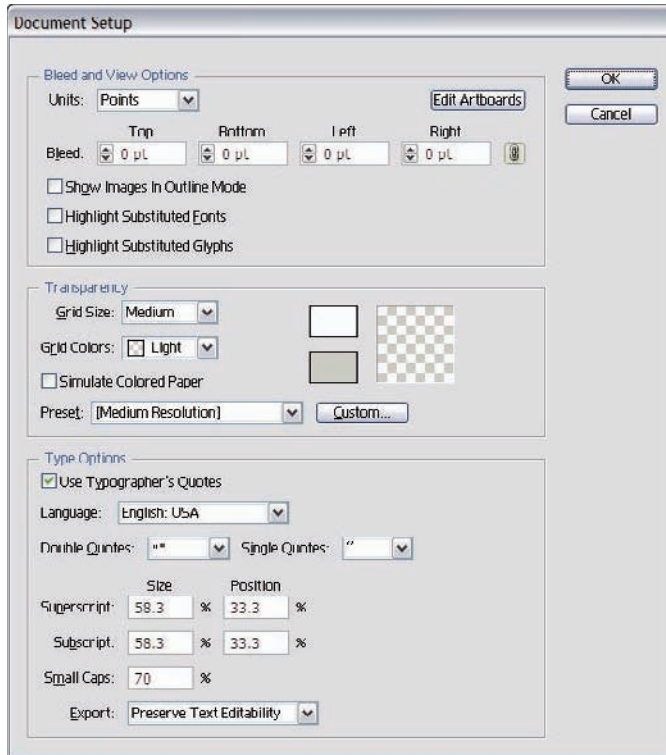 Document Setup
Bleed and View Options
OK
Units: Points
Edit Artboards
Cancel
Top Bottom Left Right
Bleed: 0 pt 0 pt 0 pt 0 pt
Show Images In Outline Mode
Highlight Substituted Fonts
Highlight Substituted Glyphs
Transparency
Grid Size: Medium
Grid Colors: Light
Simulate Colored Paper
Preset: [Medium Resolution] Custom...
Type Options
Use Typographer's Quotes
Language: English: USA
Double Quotes: “” Single Quotes: ‘’
Size Position
Superscript: 58.3 % 33.3 %
Subscript: 58.3 % 33.3 %
Small Caps: 70 %
Export: Preserve Text Editability